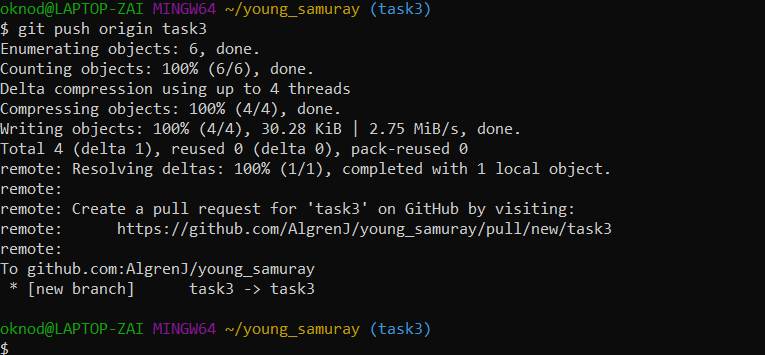 oknod@LAPTOP-ZAI MINGW64 ~/young_samuray (task3)
$ git push origin task3
Enumerating objects: 6, done.
Counting objects: 100% (6/6), done.
Delta compression using up to 4 threads
Compressing objects: 100% (4/4), done.
Writing objects: 100% (4/4), 30.28 KiB | 2.75 MiB/s, done.
Total 4 (delta 1), reused 0 (delta 0), pack-reused 0
remote: Resolving deltas: 100% (1/1), completed with 1 local object.
remote:
remote: Create a pull request for 'task3' on GitHub by visiting:
remote:      https://github.com/AlgrenJ/young_samuray/pull/new/task3
remote:
To github.com:AlgrenJ/young_samuray
 * [new branch]      task3 -> task3
oknod@LAPTOP-ZAI MINGW64 ~/young_samuray (task3)
$